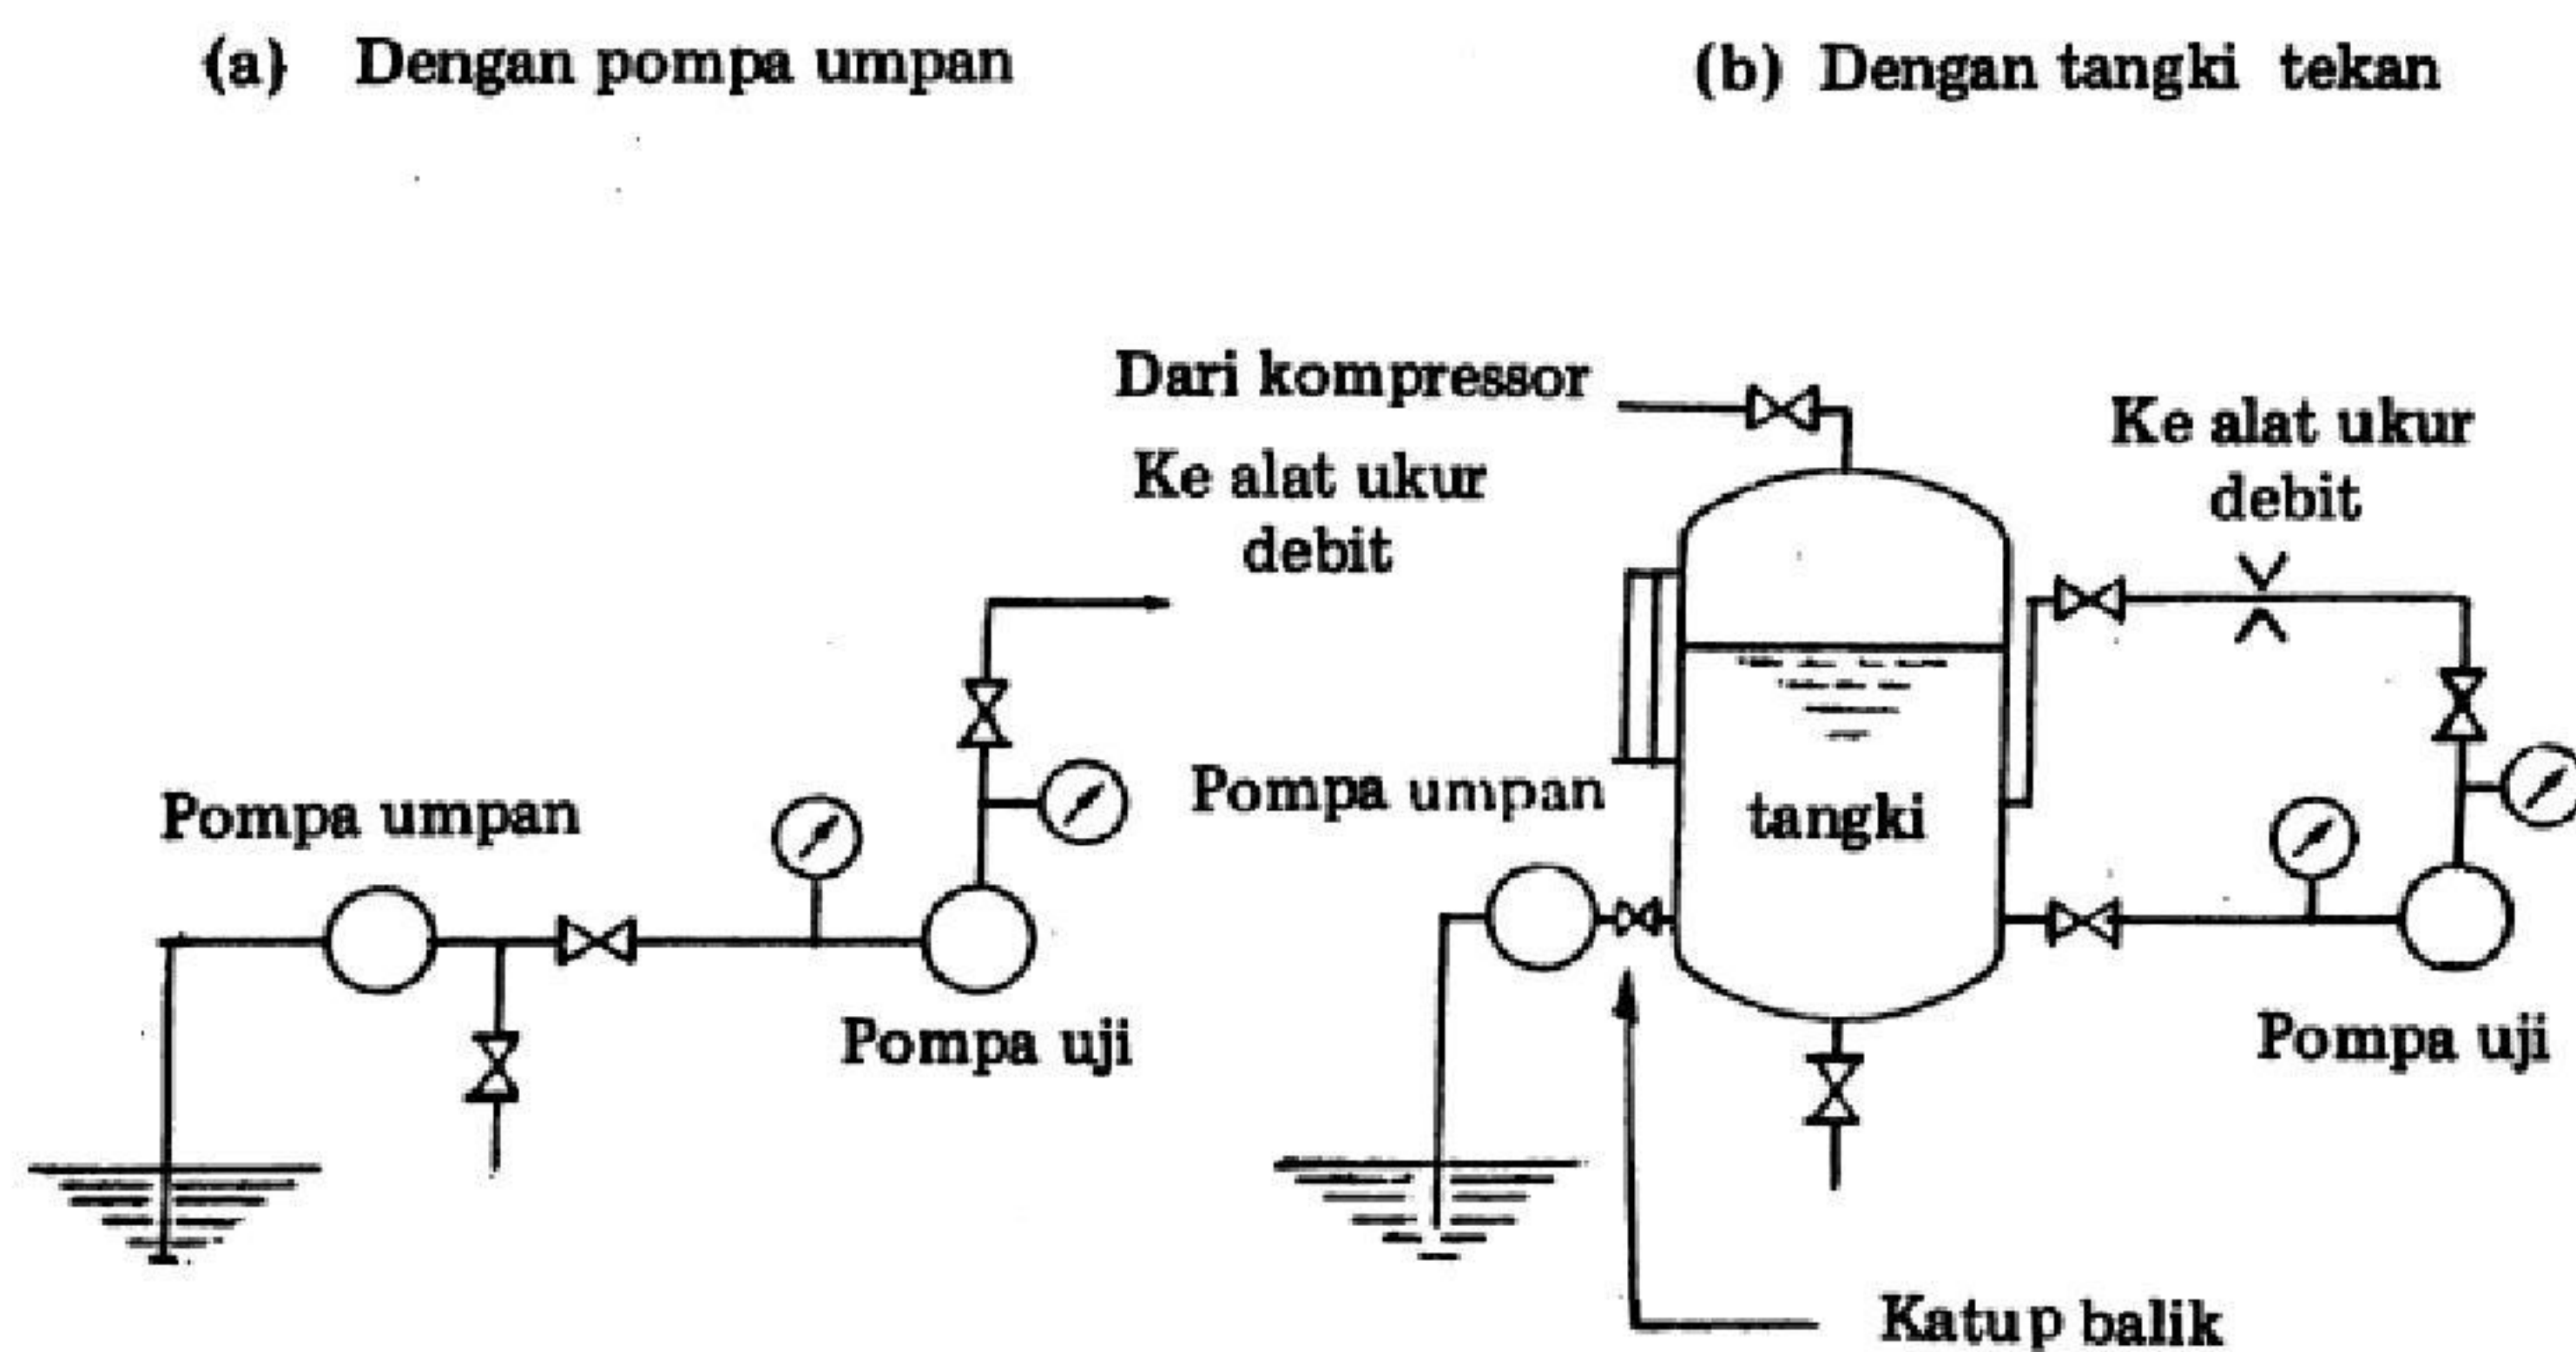 (a) Dengan pompa umpan
(b) Dengan tangki tekan
Dari kompressor
Ke alat ukur
debit
Ke alat ukur
debit
Pompa umpan
Pompa umpan
tangki
Pompa uji
Pompa uji
Katup balik